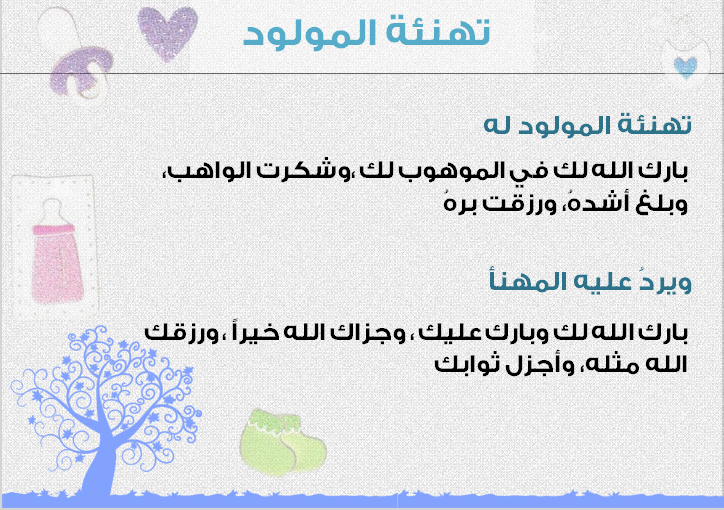 تهنئة المولود
تهنئة المولود له
بارك الله لك في الموهوب لك ،وشكرت الواهب،
وبلغ أشدهُ، ورزقت برهُ
ويردُ عليه المهنأ
بارك الله لك وبارك عليك ، وجزاك الله خيراً ، ورزقك
الله مثله، وأجزل ثوابك